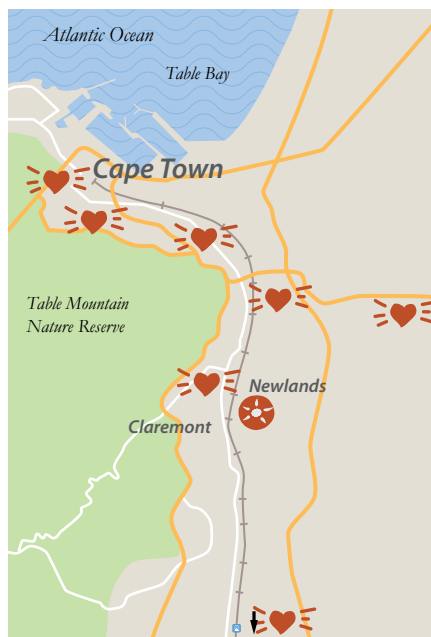 Atlantic Ocean
Table Bay
Cape Town
Table Mountain
Nature Reserve
Newlands
Claremont